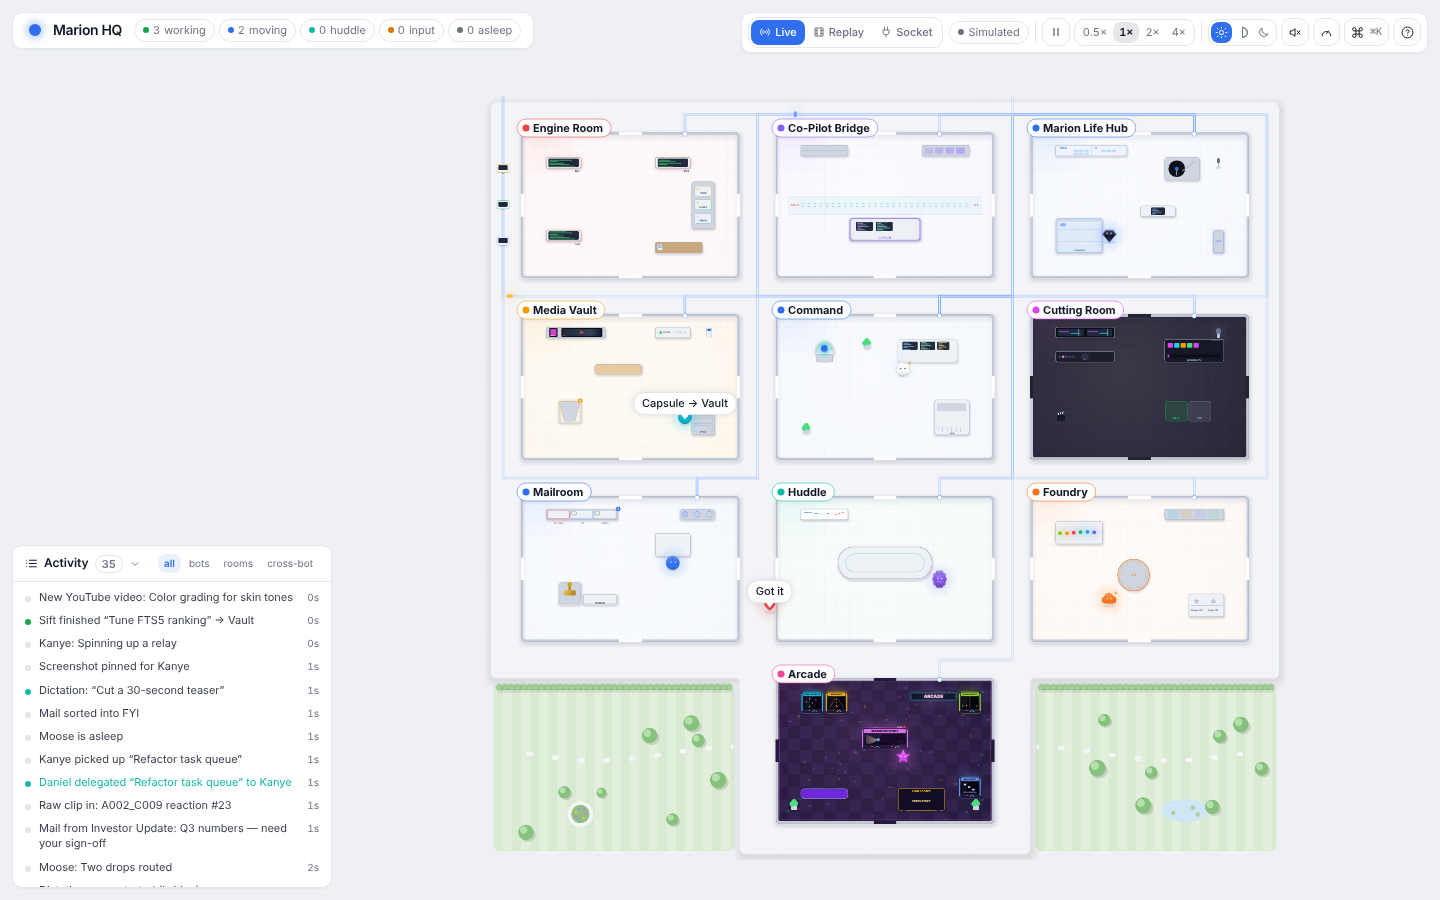 Marion HQ
3 working
2 moving
0 huddle
0 input
0 asleep
Live
Replay
Socket
Simulated
0.5×
1×
2×
4×
⌘K
Engine Room
Co-Pilot Bridge
Marion Life Hub
Media Vault
Command
Cutting Room
Capsule → Vault
Mailroom
Huddle
Foundry
Got it
Arcade
ARCADE
Activity 35
all
bots
rooms
cross-bot
New YouTube video: Color grading for skin tones 0s
Sift finished “Tune FTS5 ranking” → Vault 0s
Kanye: Spinning up a relay 0s
Screenshot pinned for Kanye 1s
Dictation: “Cut a 30-second teaser” 1s
Mail sorted into FYI 1s
Moose is asleep 1s
Kanye picked up “Refactor task queue” 1s
Daniel delegated “Refactor task queue” to Kanye 1s
Raw clip in: A002_C009 reaction #23 1s
Mail from Investor Update: Q3 numbers — need 1s
your sign-off
Moose: Two drops routed 2s